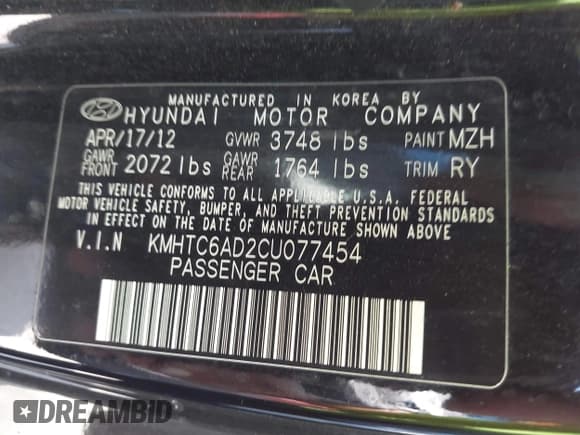 MANUFACTURED IN KOREA BY
HYUNDAI MOTOR COMPANY
APR/17/12 GVWR 3748 lbs PAINT MZH
GAWR FRONT 2072 lbs GAWR REAR 1764 lbs TRIM RY
THIS VEHICLE CONFORMS TO ALL APPLICABLE U.S.A. FEDERAL
MOTOR VEHICLE SAFETY, BUMPER, AND THEFT PREVENTION STANDARDS
IN EFFECT ON THE DATE OF MANUFACTURE SHOWN ABOVE
V.I.N KMHTC6AD2CU077454
PASSENGER CAR
DREAMBID